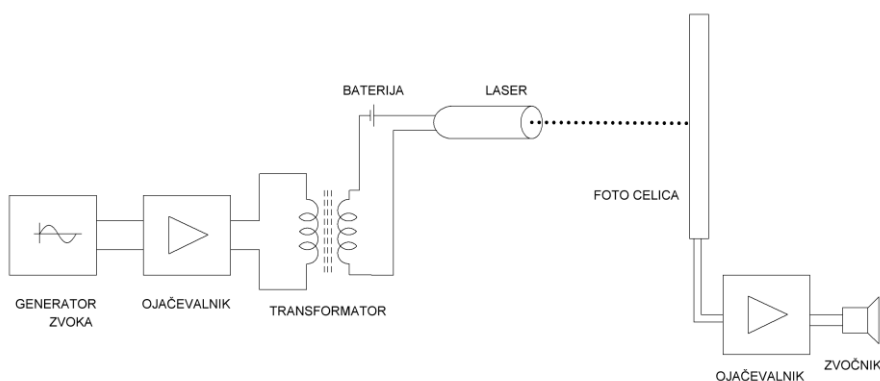 BATERIJA
LASER
FOTO CELICA
GENERATOR
ZVOKA
OJAČEVALNIK
TRANSFORMATOR
OJAČEVALNIK
ZVOČNIK